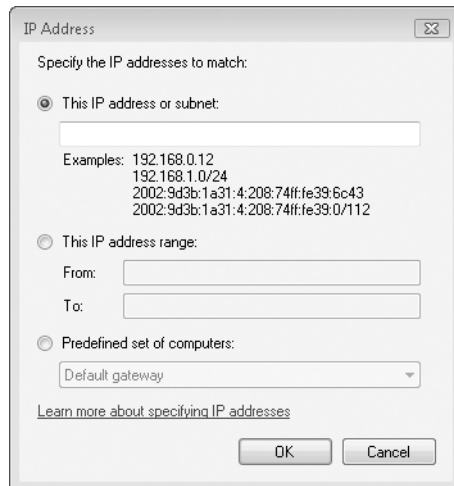 IP Address
Specify the IP addresses to match:
This IP address or subnet:
Examples: 192.168.0.12
192.168.1.0/24
2002:9d3b:1a31:4:208:74ff:fe39:6c43
2002:9d3b:1a31:4:208:74ff:fe39:0/112
This IP address range:
From:
To:
Predefined set of computers:
Default gateway
Learn more about specifying IP addresses
OK Cancel